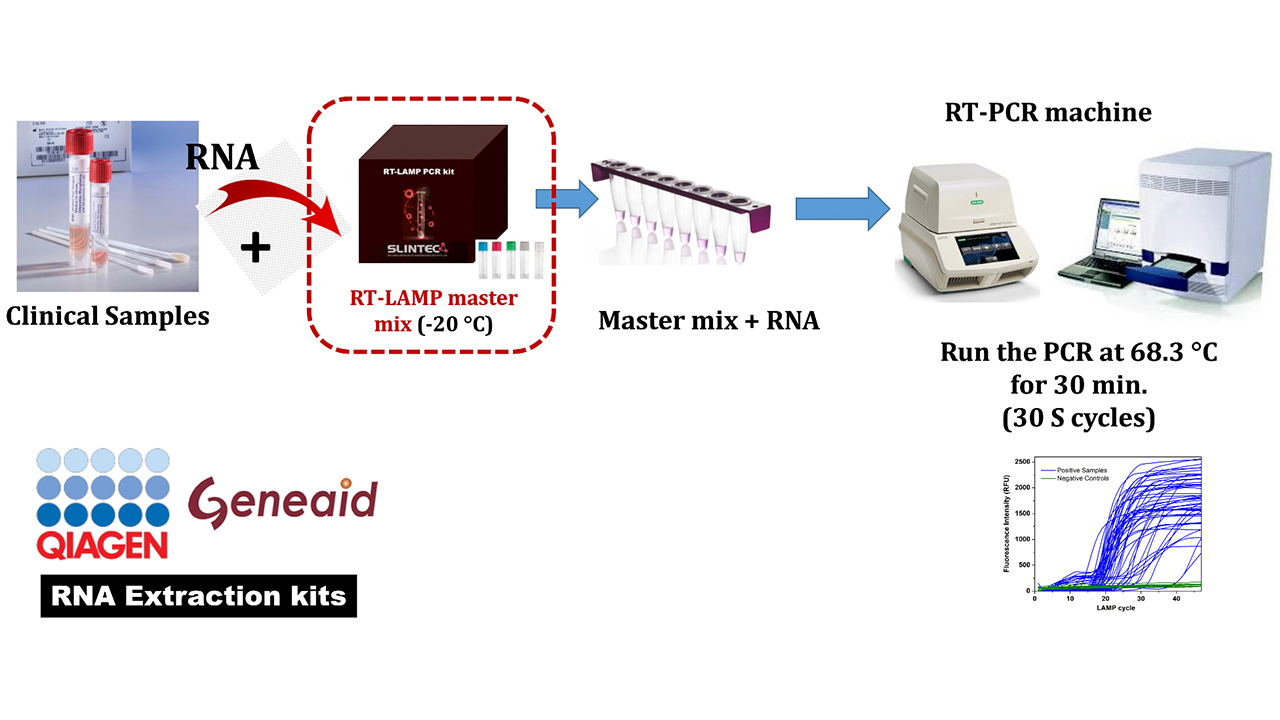 RT-PCR machine
RNA
+
RT-LAMP PCR kit
SLINTEC
RT-LAMP master
mix (-20 °C)
Clinical Samples
Master mix + RNA
Run the PCR at 68.3 °C
for 30 min.
(30 S cycles)
QIAGEN
Geneaid
RNA Extraction kits
Fluorescence Intensity (RFU)
2500
2000
1500
1000
500
0
Positive Samples
Negative Controls
0 10 20 30 40
LAMP cycle